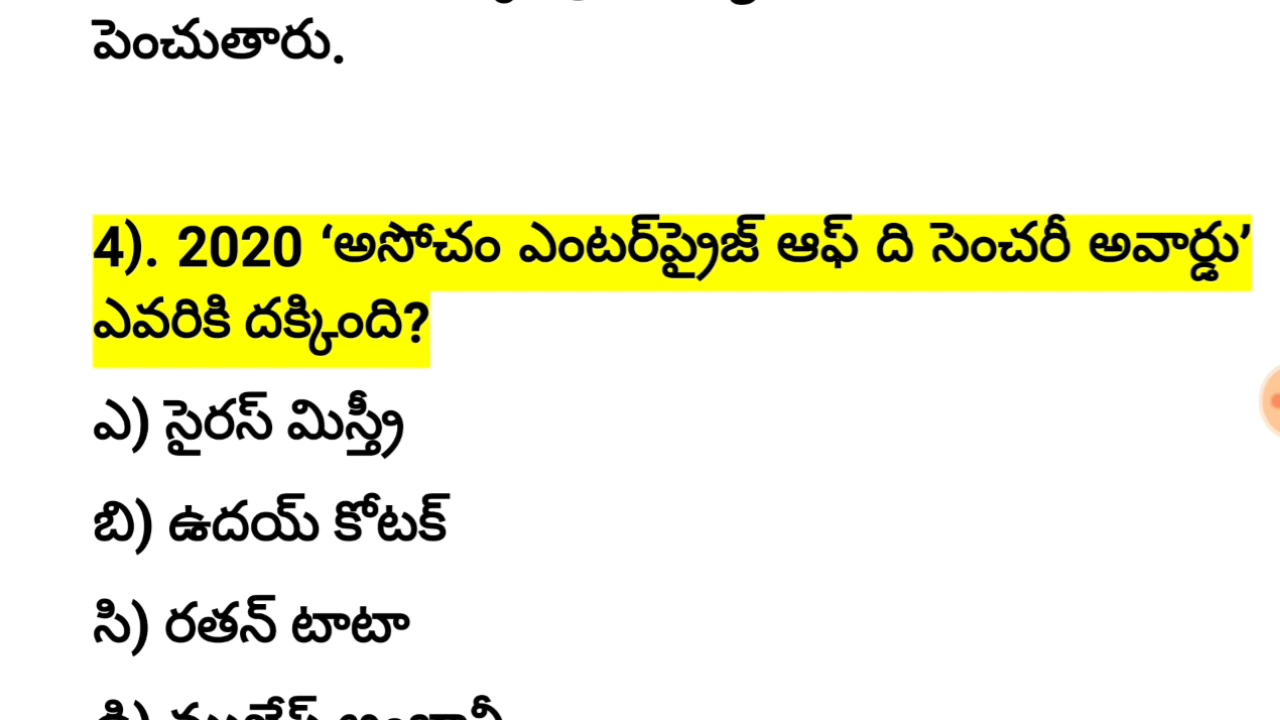 పెంచుతారు.
4). 2020 ‘అసోచం ఎంటర్‌ప్రైజ్ ఆఫ్ ది సెంచరీ అవార్డు’
ఎవరికి దక్కింది?
ఎ) సైరస్ మిస్త్రీ
బి) ఉదయ్ కోటక్
సి) రతన్ టాటా